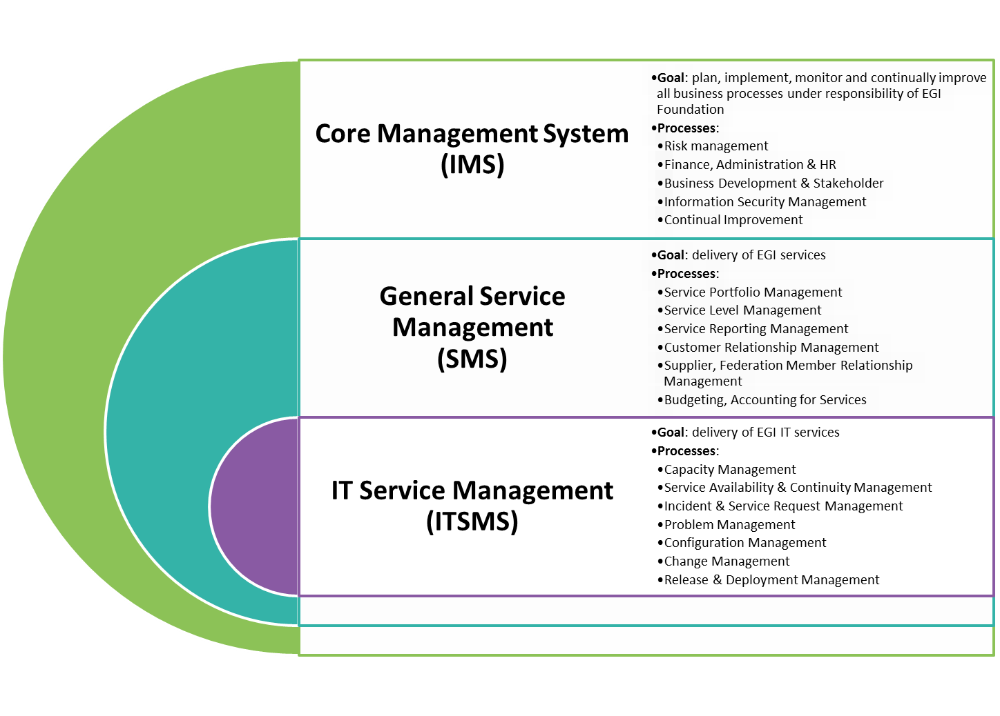 Core Management System
(IMS)
•Goal: plan, implement, monitor and continually improve
all business processes under responsibility of EGI
Foundation
•Processes:
•Risk management
•Finance, Administration & HR
•Business Development & Stakeholder
•Information Security Management
•Continual Improvement
General Service
Management
(SMS)
•Goal: delivery of EGI services
•Processes:
•Service Portfolio Management
•Service Level Management
•Service Reporting Management
•Customer Relationship Management
•Supplier, Federation Member Relationship
Management
•Budgeting, Accounting for Services
IT Service Management
(ITSMS)
•Goal: delivery of EGI IT services
•Processes:
•Capacity Management
•Service Availability & Continuity Management
•Incident & Service Request Management
•Problem Management
•Configuration Management
•Change Management
•Release & Deployment Management